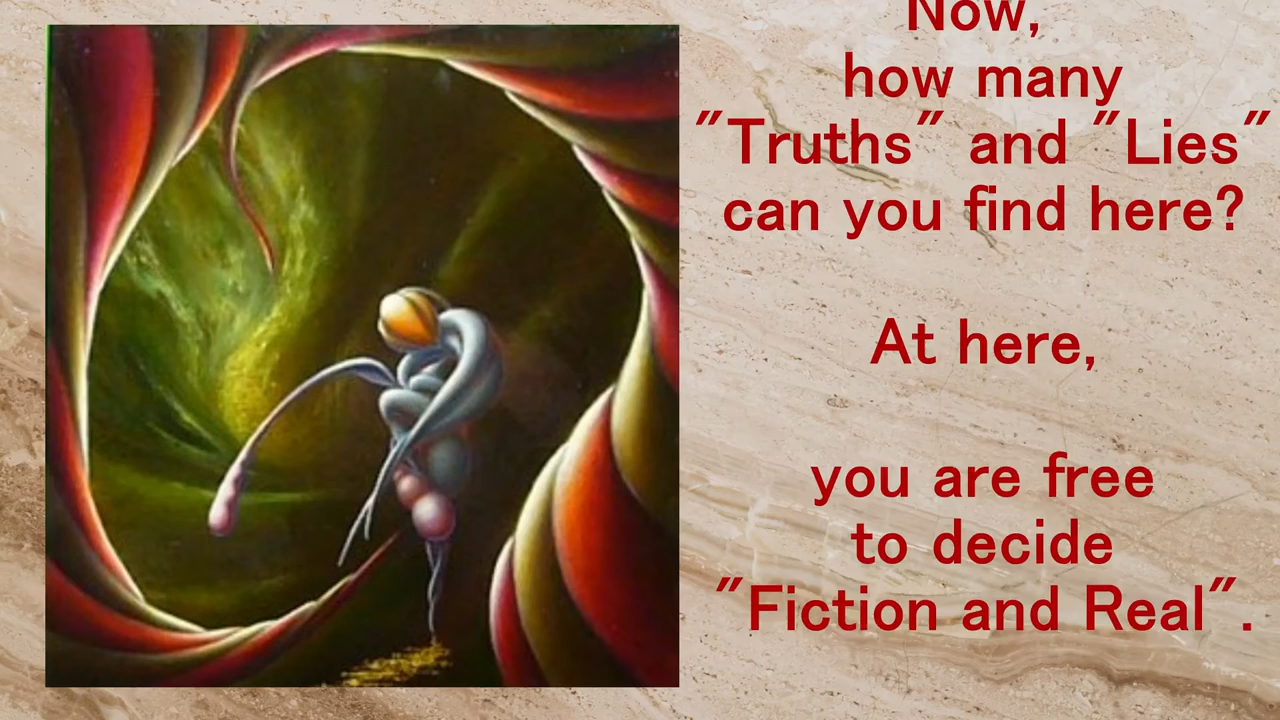 Now,
how many
"Truths" and "Lies"
can you find here?
At here,
you are free
to decide
"Fiction and Real".